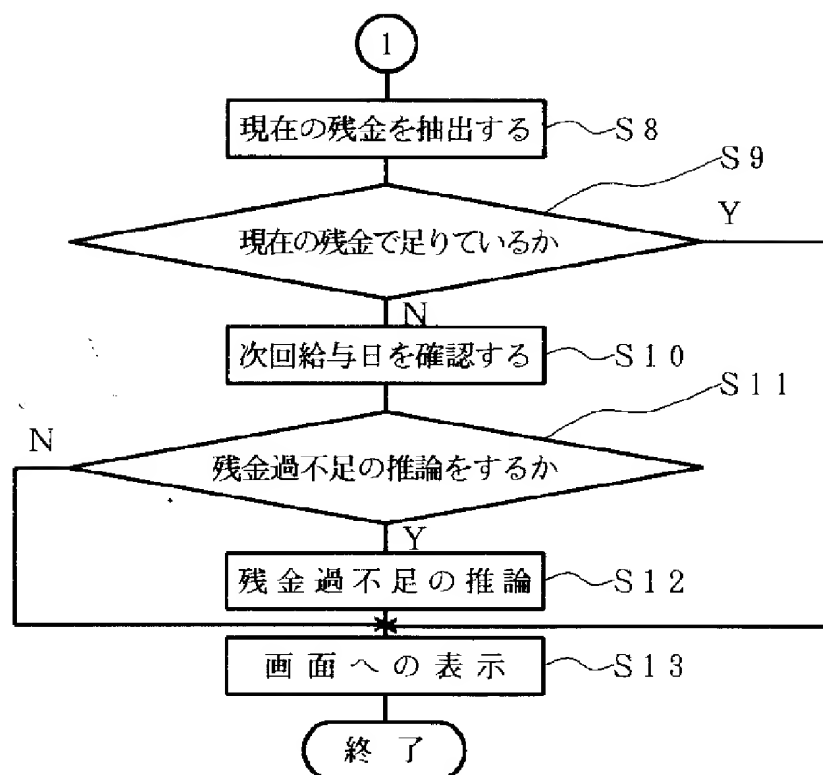 1
現在の残金を抽出する
S8
S9
現在の残金で足りているか
Y
N
次回給与日を確認する
S10
S11
N
残金過不足の推論をするか
Y
残金過不足の推論
S12
画面への表示
S13
終了